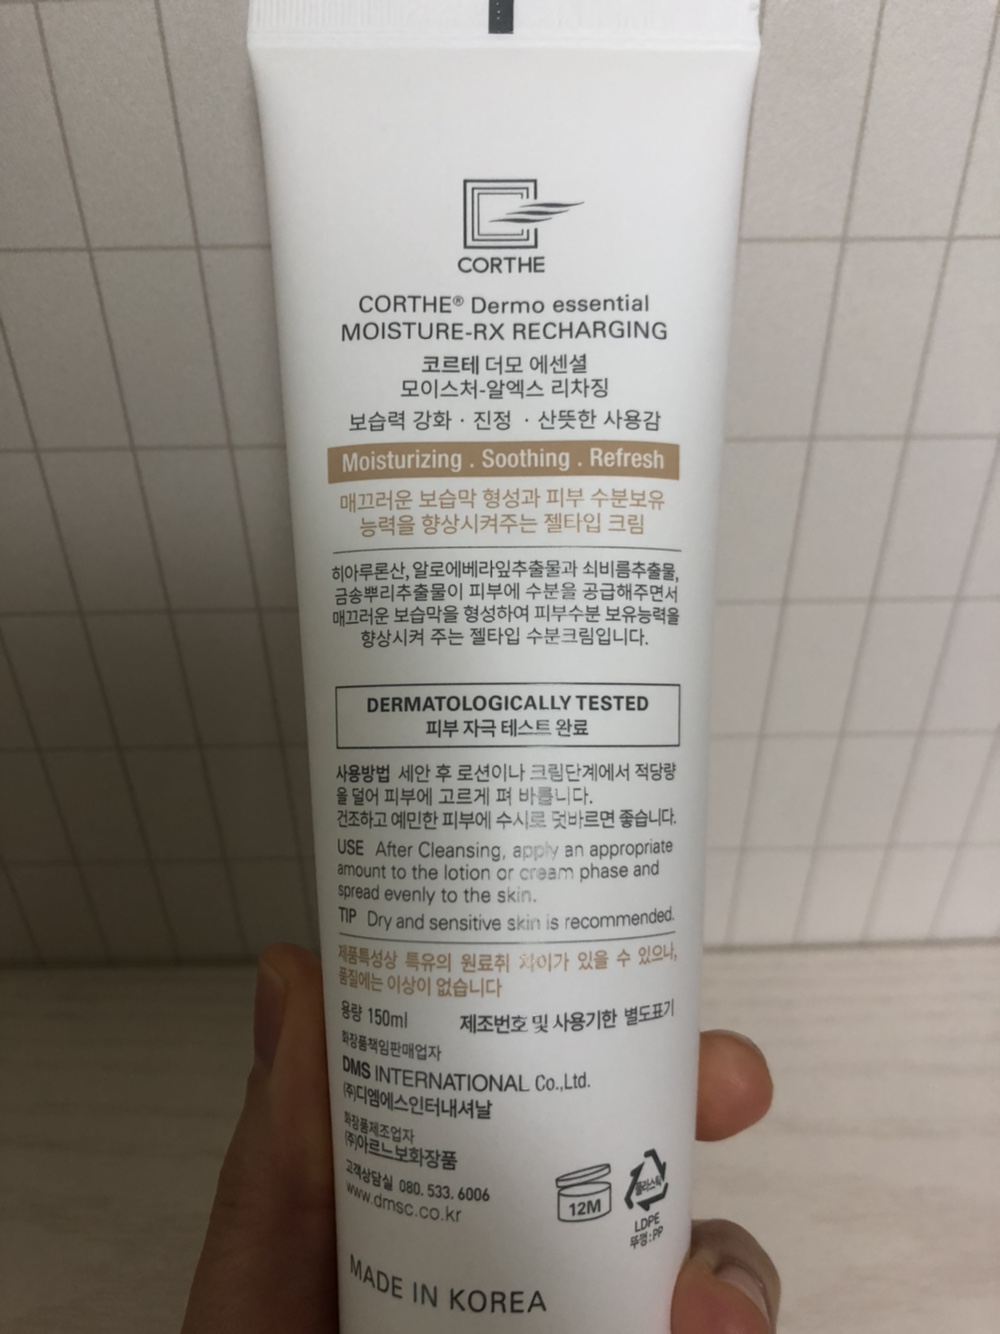 CORTHE
CORTHE® Dermo essential
MOISTURE-RX RECHARGING
코르테 더모 에센셜
모이스처-알엑스 리차징
보습력 강화 · 진정 · 산뜻한 사용감
Moisturizing . Soothing . Refresh
매끄러운 보습막 형성과 피부 수분보유
능력을 향상시켜주는 젤타입 크림
히아루론산, 알로에베라잎추출물과 쇠비름추출물,
금송뿌리추출물이 피부에 수분을 공급해주면서
매끄러운 보습막을 형성하여 피부수분 보유능력을
향상시켜 주는 젤타입 수분크림입니다.
DERMATOLOGICALLY TESTED
피부 자극 테스트 완료
사용방법 세안 후 로션이나 크림단계에서 적당량
을 덜어 피부에 고르게 펴 바릅니다.
건조하고 예민한 피부에 수시로 덧바르면 좋습니다.
USE After Cleansing, apply an appropriate
amount to the lotion or cream phase and
spread evenly to the skin.
TIP Dry and sensitive skin is recommended.
제품특성상 특유의 원료취 차이가 있을 수 있으나,
품질에는 이상이 없습니다
용량 150ml 제조번호 및 사용기한 별도표기
화장품책임판매업자
DMS INTERNATIONAL Co.,Ltd.
(주)디엠에스인터내셔날
화장품제조업자
(주)아르느보화장품
고객상담실 080. 533. 6006
www.dmsc.co.kr
12M
플라스틱
LDPE
뚜껑:PP
MADE IN KOREA